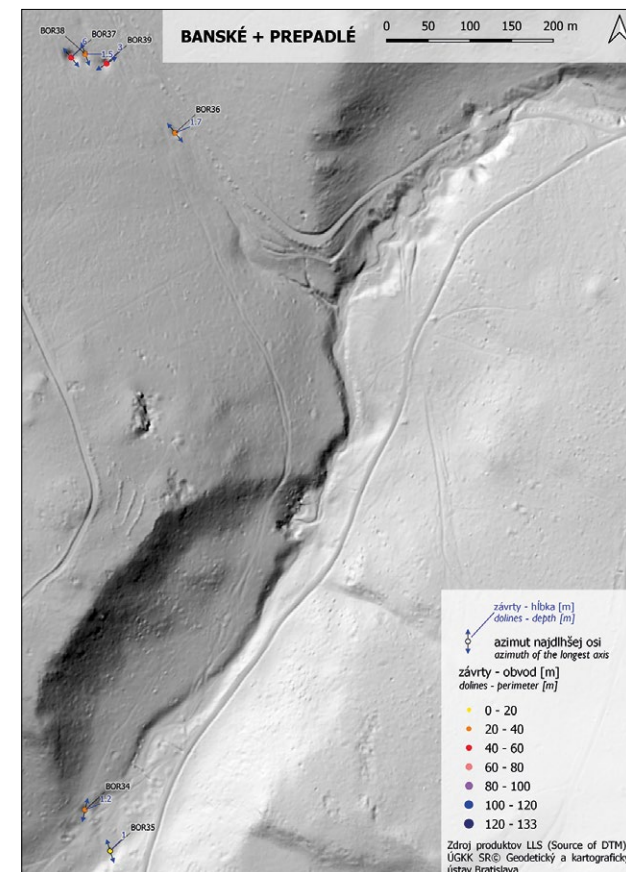 BANSKÉ + PREPADLÉ
0 50 100 150 200 m
BOR38
BOR37
BOR39
1.5
3
BOR36
1.7
BOR34
1.2
BOR35
1
závrty - hĺbka [m]
dolines - depth [m]
azimut najdlhšej osi
azimuth of the longest axis
závrty - obvod [m]
dolines - perimeter [m]
0 - 20
20 - 40
40 - 60
60 - 80
80 - 100
100 - 120
120 - 133
Zdroj produktov LLS (Source of DTM)
ÚGKK SR© Geodetický a kartografick
ústav Bratislava